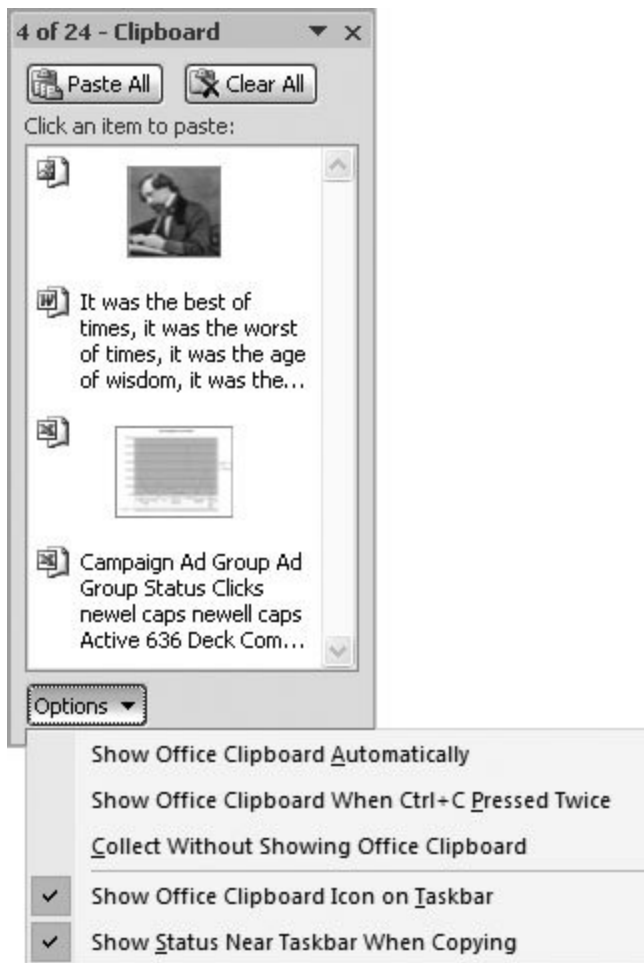 4 of 24 - Clipboard
Paste All
Clear All
Click an item to paste:
It was the best of
times, it was the worst
of times, it was the age
of wisdom, it was the...
Campaign Ad Group Ad
Group Status Clicks
newel caps newell caps
Active 636 Deck Com...
Options
Show Office Clipboard Automatically
Show Office Clipboard When Ctrl+C Pressed Twice
Collect Without Showing Office Clipboard
Show Office Clipboard Icon on Taskbar
Show Status Near Taskbar When Copying